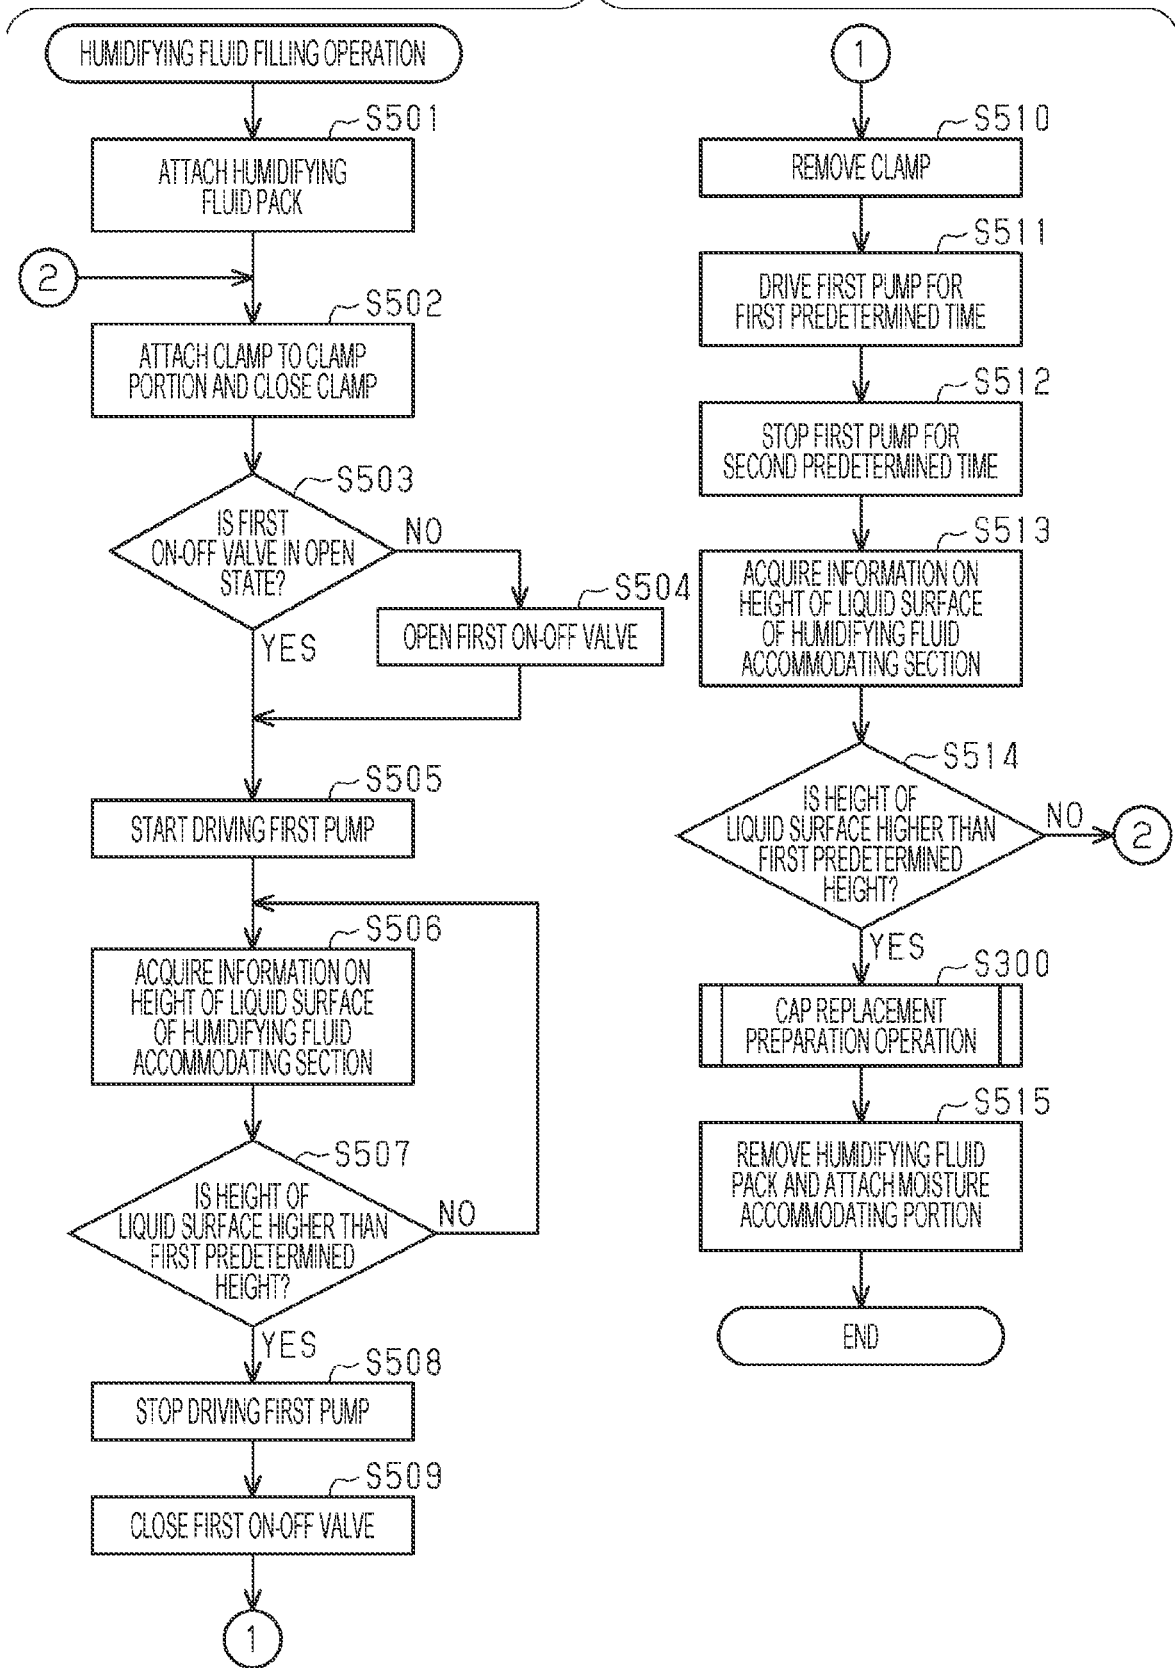 HUMIDIFYING FLUID FILLING OPERATION
S501
ATTACH HUMIDIFYING
FLUID PACK
2
S502
ATTACH CLAMP TO CLAMP
PORTION AND CLOSE CLAMP
S503
IS FIRST
ON-OFF VALVE IN OPEN
STATE?
NO
YES
S504
OPEN FIRST ON-OFF VALVE
S505
START DRIVING FIRST PUMP
S506
ACQUIRE INFORMATION ON
HEIGHT OF LIQUID SURFACE
OF HUMIDIFYING FLUID
ACCOMMODATING SECTION
S507
IS HEIGHT OF
LIQUID SURFACE HIGHER THAN
FIRST PREDETERMINED
HEIGHT?
NO
YES
S508
STOP DRIVING FIRST PUMP
S509
CLOSE FIRST ON-OFF VALVE
1
1
S510
REMOVE CLAMP
S511
DRIVE FIRST PUMP FOR
FIRST PREDETERMINED TIME
S512
STOP FIRST PUMP FOR
SECOND PREDETERMINED TIME
S513
ACQUIRE INFORMATION ON
HEIGHT OF LIQUID SURFACE
OF HUMIDIFYING FLUID
ACCOMMODATING SECTION
S514
IS HEIGHT OF
LIQUID SURFACE HIGHER THAN
FIRST PREDETERMINED
HEIGHT?
NO
2
YES
S300
CAP REPLACEMENT
PREPARATION OPERATION
S515
REMOVE HUMIDIFYING FLUID
PACK AND ATTACH MOISTURE
ACCOMMODATING PORTION
END